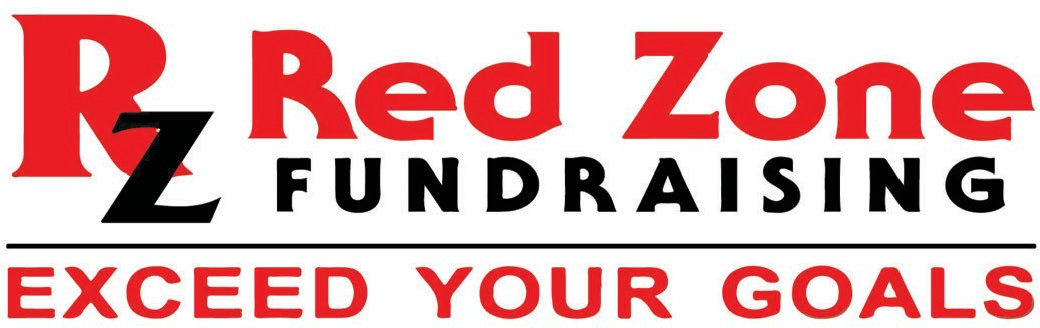 RZ Red Zone
FUNDRAISING
EXCEED YOUR GOALS